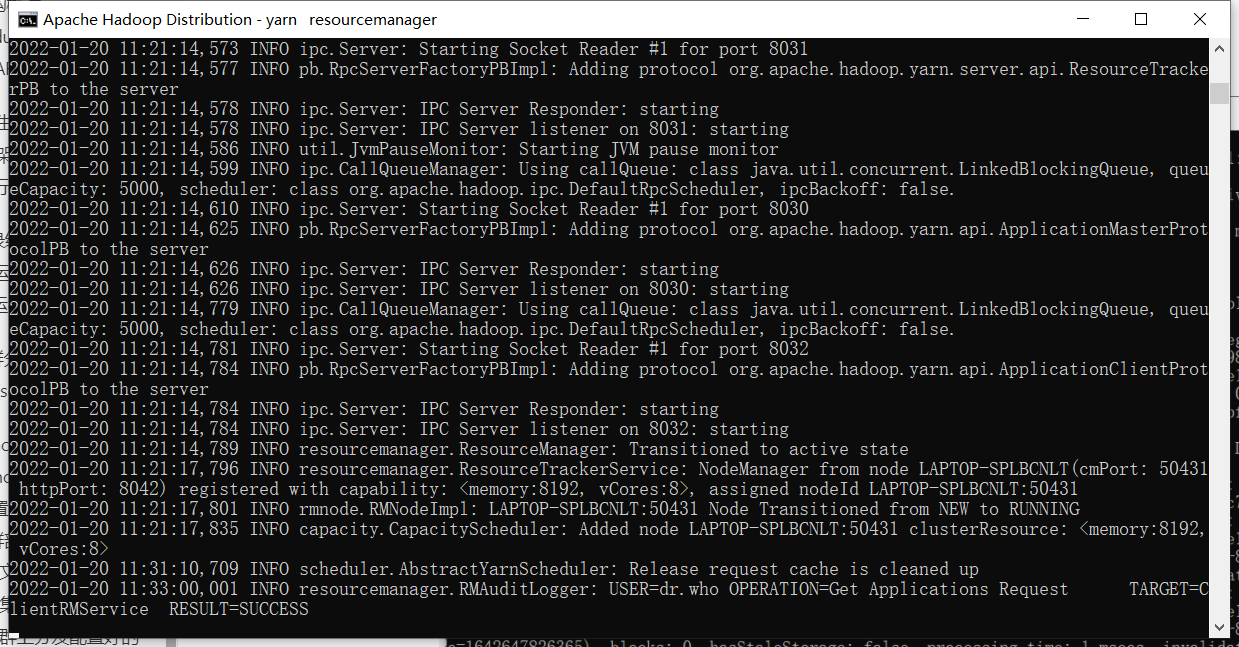 Apache Hadoop Distribution - yarn   resourcemanager
2022-01-20 11:21:14,573 INFO ipc.Server: Starting Socket Reader #1 for port 8031
2022-01-20 11:21:14,577 INFO pb.RpcServerFactoryPBImpl: Adding protocol org.apache.hadoop.yarn.server.api.ResourceTracke
rPB to the server
2022-01-20 11:21:14,578 INFO ipc.Server: IPC Server Responder: starting
2022-01-20 11:21:14,578 INFO ipc.Server: IPC Server listener on 8031: starting
2022-01-20 11:21:14,586 INFO util.JvmPauseMonitor: Starting JVM pause monitor
2022-01-20 11:21:14,599 INFO ipc.CallQueueManager: Using callQueue: class java.util.concurrent.LinkedBlockingQueue, queu
eCapacity: 5000, scheduler: class org.apache.hadoop.ipc.DefaultRpcScheduler, ipcBackoff: false.
2022-01-20 11:21:14,610 INFO ipc.Server: Starting Socket Reader #1 for port 8030
2022-01-20 11:21:14,625 INFO pb.RpcServerFactoryPBImpl: Adding protocol org.apache.hadoop.yarn.api.ApplicationMasterProt
ocolPB to the server
2022-01-20 11:21:14,626 INFO ipc.Server: IPC Server Responder: starting
2022-01-20 11:21:14,626 INFO ipc.Server: IPC Server listener on 8030: starting
2022-01-20 11:21:14,779 INFO ipc.CallQueueManager: Using callQueue: class java.util.concurrent.LinkedBlockingQueue, queu
eCapacity: 5000, scheduler: class org.apache.hadoop.ipc.DefaultRpcScheduler, ipcBackoff: false.
2022-01-20 11:21:14,781 INFO ipc.Server: Starting Socket Reader #1 for port 8032
2022-01-20 11:21:14,784 INFO pb.RpcServerFactoryPBImpl: Adding protocol org.apache.hadoop.yarn.api.ApplicationClientProt
ocolPB to the server
2022-01-20 11:21:14,784 INFO ipc.Server: IPC Server Responder: starting
2022-01-20 11:21:14,784 INFO ipc.Server: IPC Server listener on 8032: starting
2022-01-20 11:21:14,789 INFO resourcemanager.ResourceManager: Transitioned to active state
2022-01-20 11:21:17,796 INFO resourcemanager.ResourceTrackerService: NodeManager from node LAPTOP-SPLBCNLT(cmPort: 50431
 httpPort: 8042) registered with capability: <memory:8192, vCores:8>, assigned nodeId LAPTOP-SPLBCNLT:50431
2022-01-20 11:21:17,801 INFO rmnode.RMNodeImpl: LAPTOP-SPLBCNLT:50431 Node Transitioned from NEW to RUNNING
2022-01-20 11:21:17,835 INFO capacity.CapacityScheduler: Added node LAPTOP-SPLBCNLT:50431 clusterResource: <memory:8192,
 vCores:8>
2022-01-20 11:31:10,709 INFO scheduler.AbstractYarnScheduler: Release request cache is cleaned up
2022-01-20 11:33:00,001 INFO resourcemanager.RMAuditLogger: USER=dr.who OPERATION=Get Applications Request      TARGET=C
lientRMService  RESULT=SUCCESS